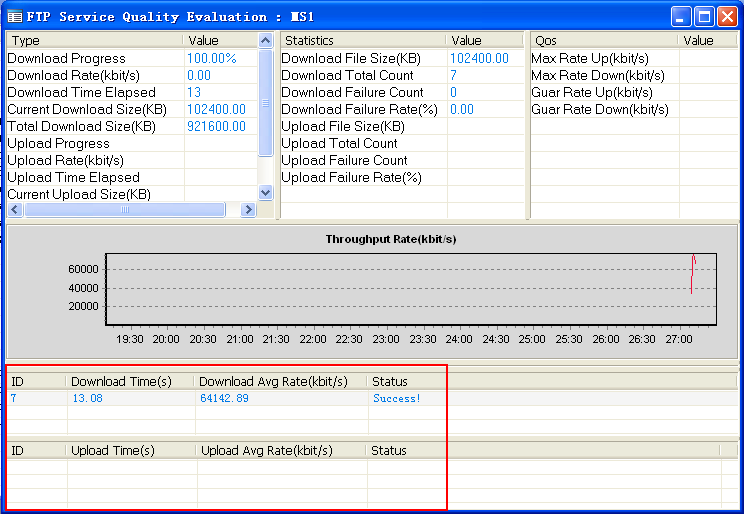 FTP Service Quality Evaluation : MS1
Type Value
Download Progress 100.00%
Download Rate(kbit/s) 0.00
Download Time Elapsed 13
Current Download Size(KB) 102400.00
Total Download Size(KB) 921600.00
Upload Progress
Upload Rate(kbit/s)
Upload Time Elapsed
Current Upload Size(KB)
Statistics Value
Download File Size(KB) 102400.00
Download Total Count 7
Download Failure Count 0
Download Failure Rate(%) 0.00
Upload File Size(KB)
Upload Total Count
Upload Failure Count
Upload Failure Rate(%)
Qos Value
Max Rate Up(kbit/s)
Max Rate Down(kbit/s)
Guar Rate Up(kbit/s)
Guar Rate Down(kbit/s)
Throughput Rate(kbit/s)
60000
40000
20000
19:30 20:00 20:30 21:00 21:30 22:00 22:30 23:00 23:30 24:00 24:30 25:00 25:30 26:00 26:30 27:00
ID Download Time(s) Download Avg Rate(kbit/s) Status
7 13.08 64142.89 Success!
ID Upload Time(s) Upload Avg Rate(kbit/s) Status